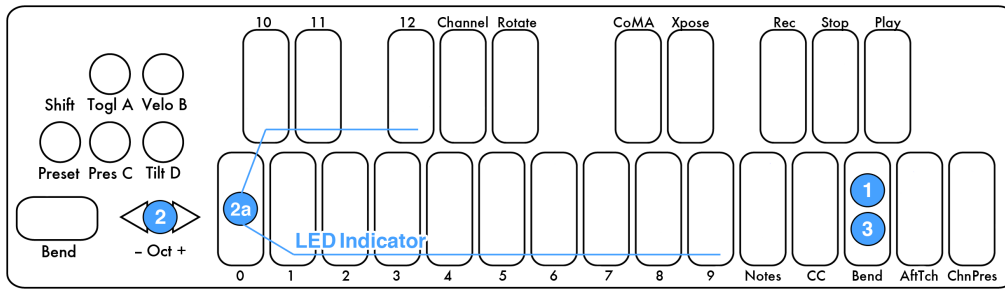 10 11 12 Channel Rotate CoMA Xpose Rec Stop Play
Shift Togl A Velo B
Preset Pres C Tilt D
1
2 2a 3
LED Indicator
Bend – Oct +
0 1 2 3 4 5 6 7 8 9 Notes CC Bend AftTch ChnPres